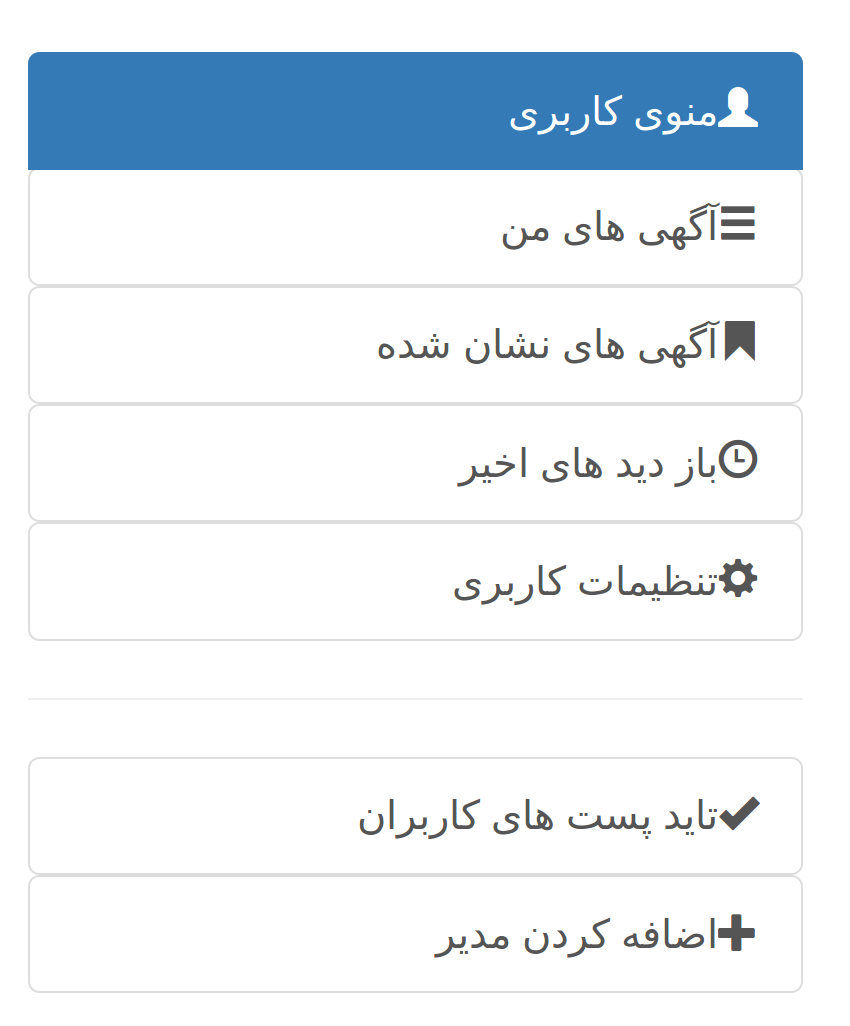 منوی کاربری
آگهی های من
آگهی های نشان شده
باز دید های اخیر
تنظیمات کاربری
تاید پست های کاربران
اضافه کردن مدیر